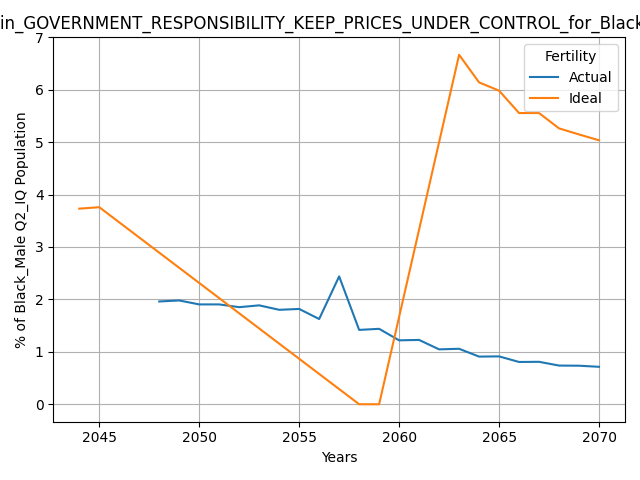 in_GOVERNMENT_RESPONSIBILITY_KEEP_PRICES_UNDER_CONTROL_for_Black
Fertility
Actual
Ideal
% of Black_Male Q2_IQ Population
7
6
5
4
3
2
1
0
2045 2050 2055 2060 2065 2070
Years